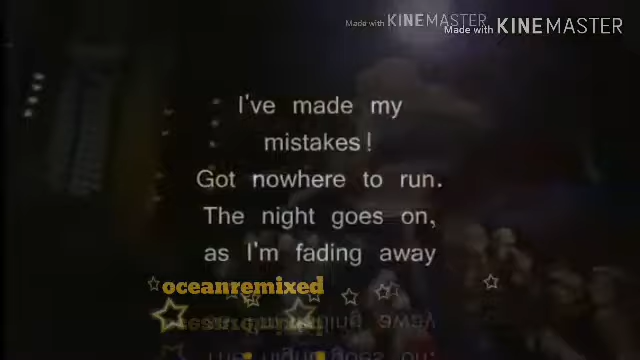 Made with KINEMASTER
Made with KINEMASTER
I've made my
mistakes!
Got nowhere to run.
The night goes on,
as I'm fading away
oceanremixed